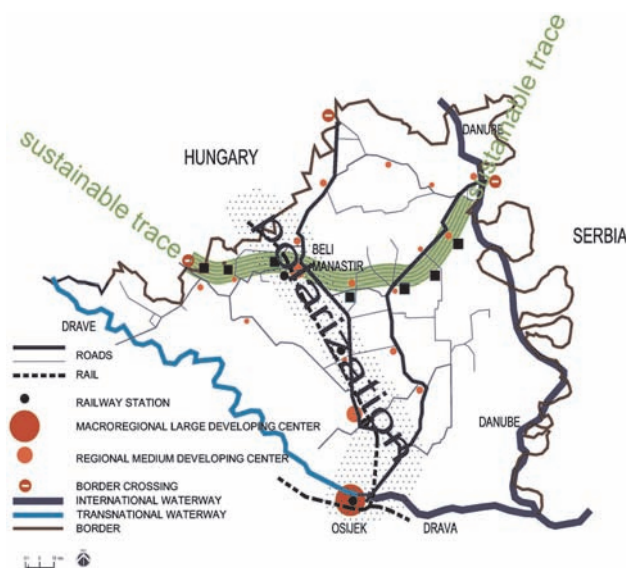 sustainable trace
sustainable trace
HUNGARY
DANUBE
SERBIA
BELI
MANASTIR
Polarization
DRAVE
ROADS
RAIL
RAILWAY STATION
MACROREGIONAL LARGE DEVELOPING CENTER
DANUBE
REGIONAL MEDIUM DEVELOPING CENTER
BORDER CROSSING
INTERNATIONAL WATERWAY
TRANSNATIONAL WATERWAY
BORDER
OSIJEK
DRAVA